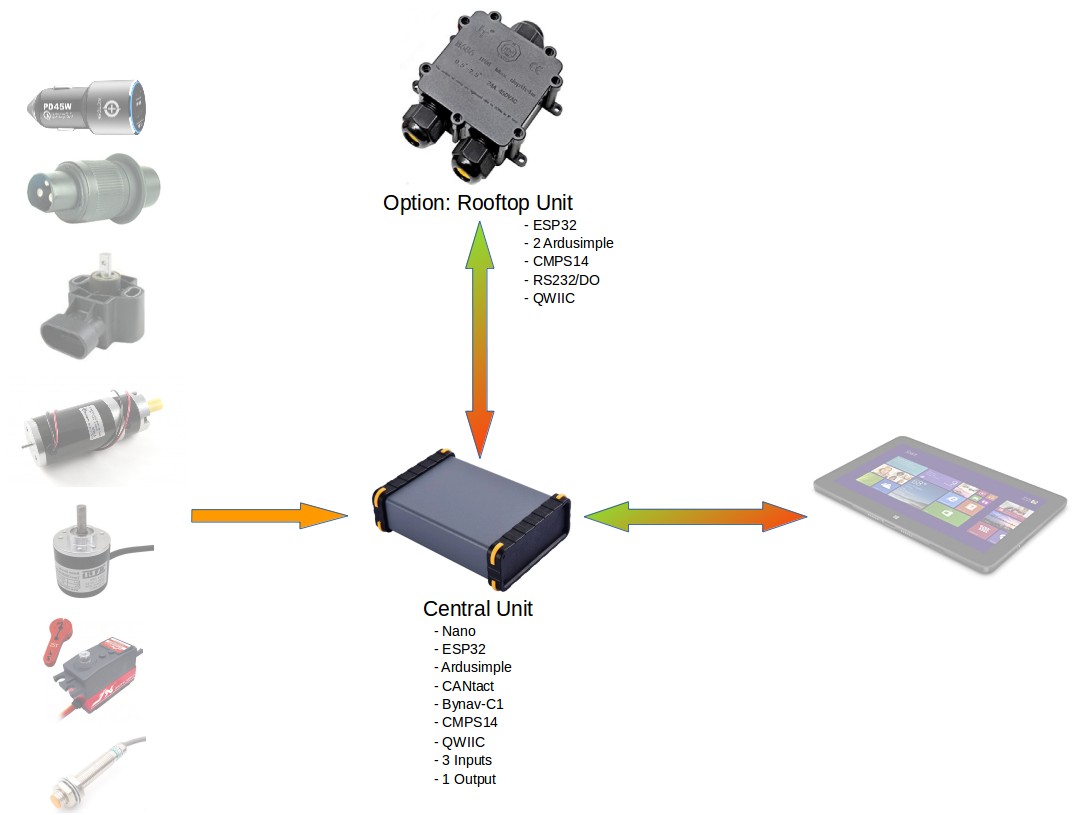 PD45W
Option: Rooftop Unit
- ESP32
- 2 Ardusimple
- CMPS14
- RS232/DO
- QWIIC
Central Unit
- Nano
- ESP32
- Ardusimple
- CANtact
- Bynav-C1
- CMPS14
- QWIIC
- 3 Inputs
- 1 Output